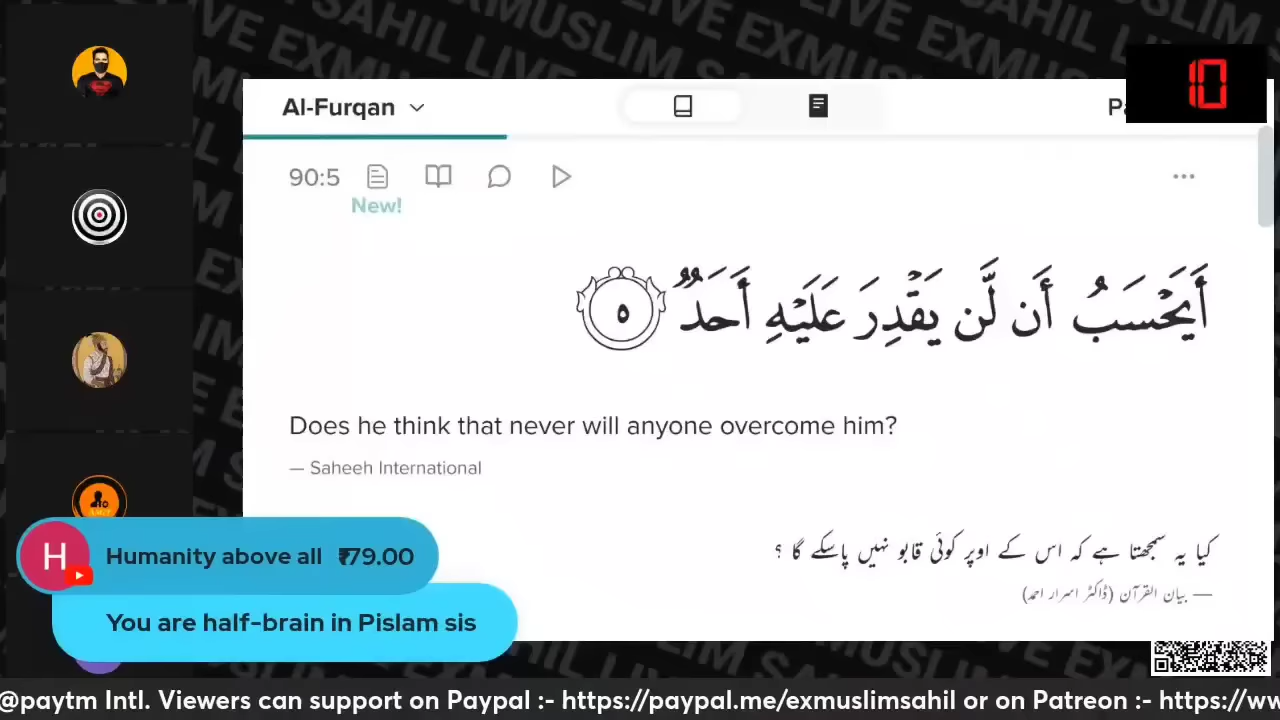 Al-Furqan
10
90:5
New!
أَيَحْسَبُ أَن لَّن يَقْدِرَ عَلَيْهِ أَحَدٌ ٥
Does he think that never will anyone overcome him?
— Saheeh International
کیا یہ سمجھتا ہے کہ اس کے اوپر کوئی قابو نہیں پاسکے گا ؟
— بیان القرآن (ڈاکٹر اسرار احمد)
H
Humanity above all ₹79.00
You are half-brain in Pislam sis
@paytm Intl. Viewers can support on Paypal :- https://paypal.me/exmuslimsahil or on Patreon :- https://ww